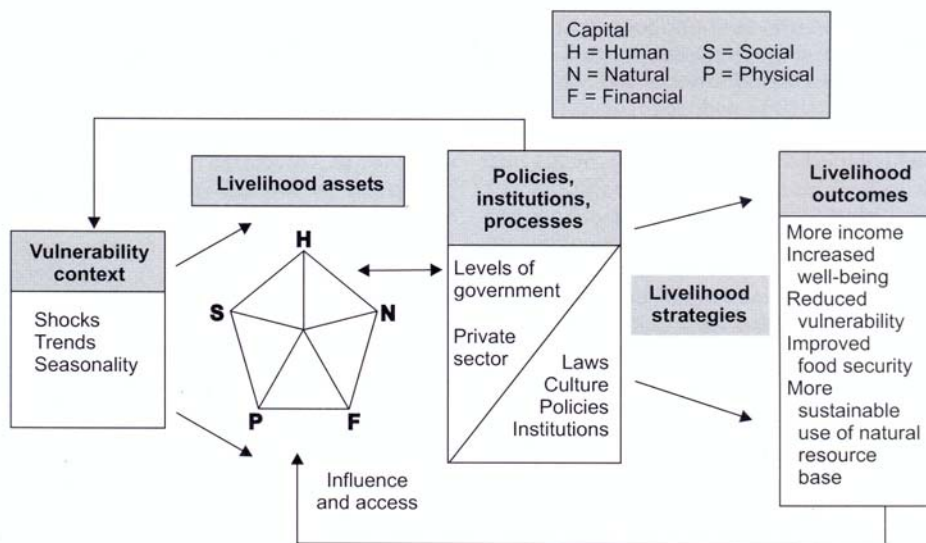 Capital
H = Human S = Social
N = Natural P = Physical
F = Financial
Livelihood assets
Policies,
institutions,
processes
Livelihood
outcomes
Vulnerability
context
Shocks
Trends
Seasonality
H
S
N
P
F
Levels of
government
Private
sector
Laws
Culture
Policies
Institutions
Livelihood
strategies
More income
Increased
well-being
Reduced
vulnerability
Improved
food security
More
sustainable
use of natural
resource
base
Influence
and access